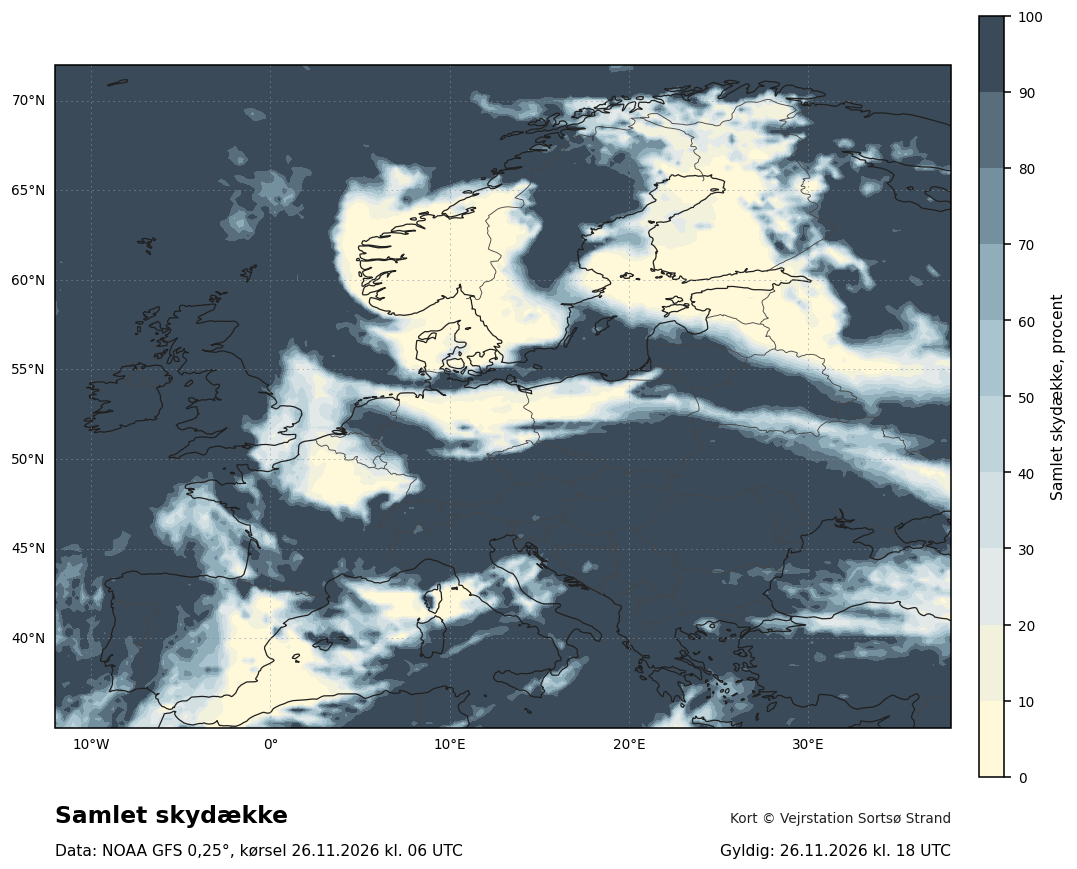 100
90
80
70
60
50
40
30
20
10
0
Samlet skydække, procent
70°N
65°N
60°N
55°N
50°N
45°N
40°N
10°W
0°
10°E
20°E
30°E
Samlet skydække
Kort © Vejrstation Sortsø Strand
Data: NOAA GFS 0,25°, kørsel 26.11.2026 kl. 06 UTC
Gyldig: 26.11.2026 kl. 18 UTC